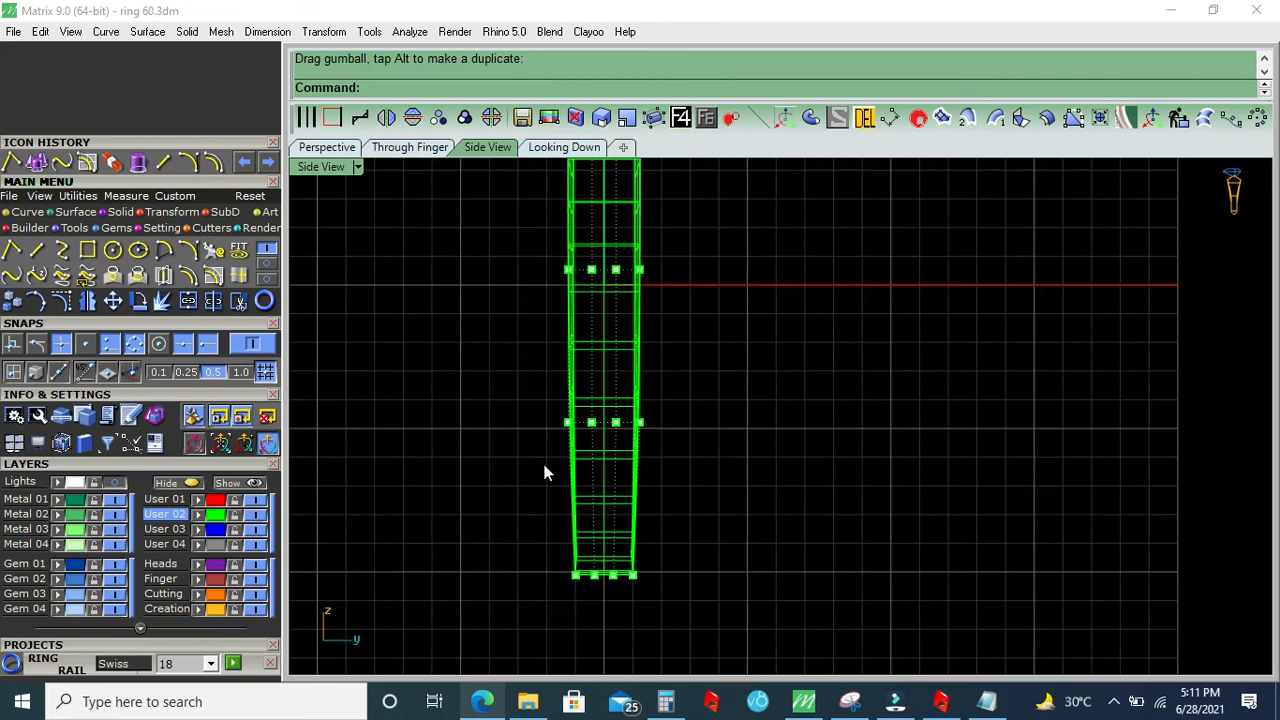 Matrix 9.0 (64-bit) - ring 60.3dm
File Edit View Curve Surface Solid Mesh Dimension Transform Tools Analyze Render Rhino 5.0 Blend Clayoo Help
Drag gumball, tap Alt to make a duplicate:
Command:
F4 F6 DEL
Perspective Through Finger Side View Looking Down
Side View
ICON HISTORY
MAIN MENU
File View Utilities Custom Reset
Curve Surface Solid Transform SubD Art
Builder Tools Gems Setting Cutters Render
FIT
SNAPS
0.1 0.25 0.5 1.0
INFO & SETTINGS
LAYERS
Lights Hide Show
Metal 01 User 01
Metal 02 User 02
Metal 03 User 03
Metal 04 User 04
Gem 01 Heads
Gem 02 Finger
Gem 03 Cutting
Gem 04 Creation
PROJECTS
RING RAIL Swiss 18
z
y
Type here to search
25
30°C
5:11 PM
6/28/2021